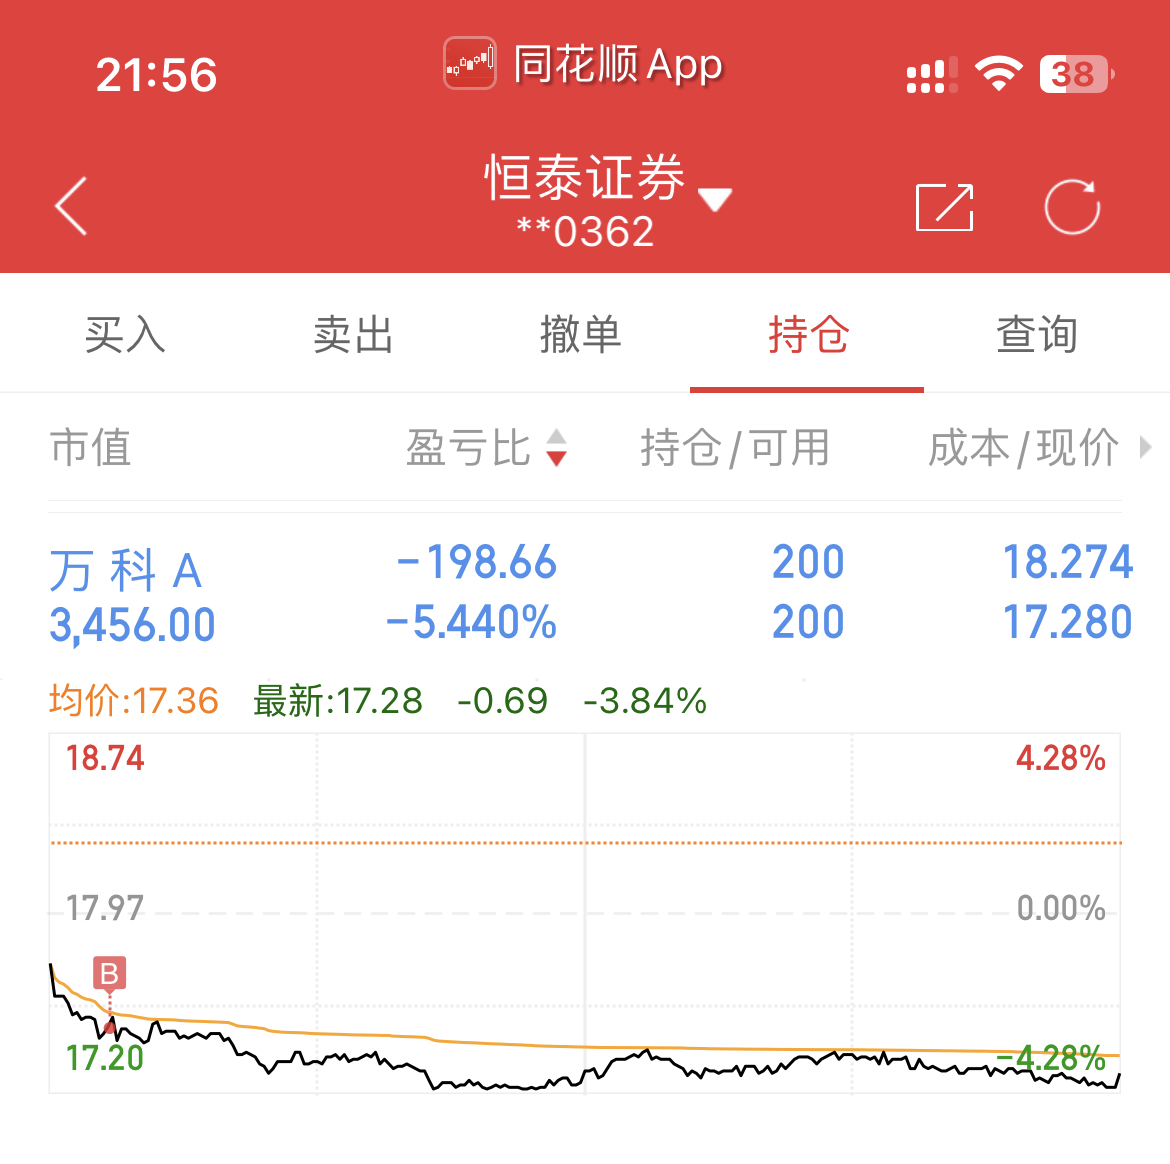 21:56 同花顺 App 38
恒泰证券
**0362
买入 卖出 撤单 持仓 查询
市值 盈亏比 持仓/可用 成本/现价
万 科 A -198.66 200 18.274
3,456.00 -5.440% 200 17.280
均价:17.36 最新:17.28 -0.69 -3.84%
18.74 4.28%
17.97 0.00%
B
17.20 -4.28%